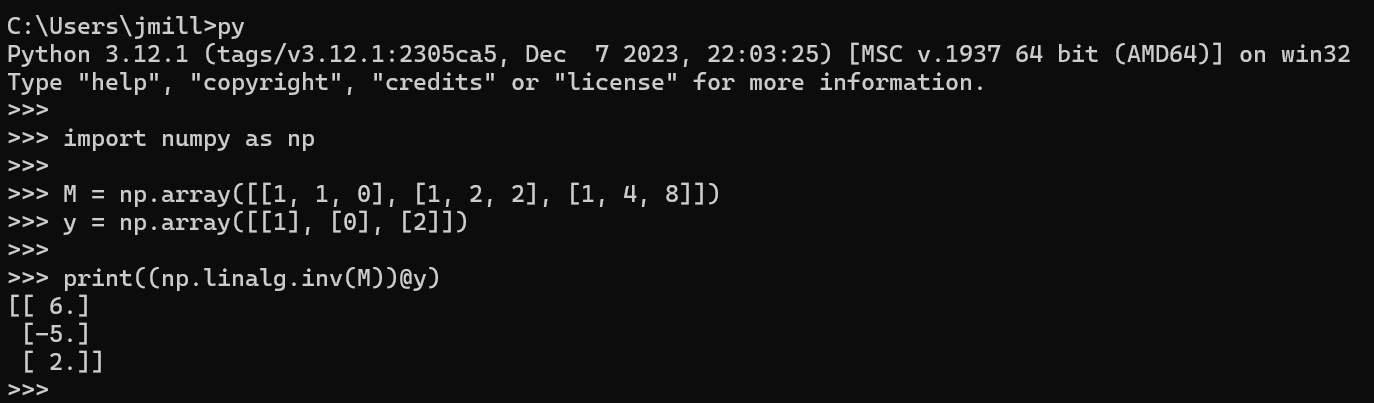 C:\Users\jmill>py
Python 3.12.1 (tags/v3.12.1:2305ca5, Dec  7 2023, 22:03:25) [MSC v.1937 64 bit (AMD64)] on win32
Type "help", "copyright", "credits" or "license" for more information.
>>>
>>> import numpy as np
>>>
>>> M = np.array([[1, 1, 0], [1, 2, 2], [1, 4, 8]])
>>> y = np.array([[1], [0], [2]])
>>>
>>> print((np.linalg.inv(M))@y)
[[ 6.]
 [-5.]
 [ 2.]]
>>>